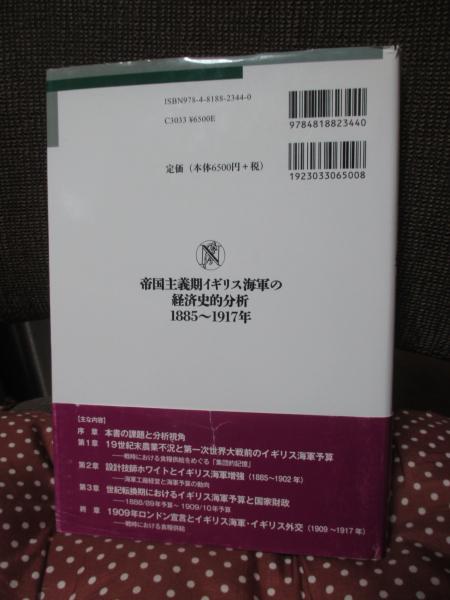 ISBN978-4-8188-2344-0
C3033 ¥6500E
定価（本体6500円+税）
9784818823440
1923033065008
帝国主義期イギリス海軍の
経済史的分析
1885～1917年
【主な内容】
序 章 本書の課題と分析視角
第1章 19世紀末農業不況と第一次世界大戦前のイギリス海軍予算
──戦時における食糧供給をめぐる「集団的記憶」
第2章 設計技師ホワイトとイギリス海軍増強（1885～1902年）
──海軍工廠経営と海軍予算の動向
第3章 世紀転換期におけるイギリス海軍予算と国家財政
──1888/89年予算～1909/10年予算
終 章 1909年ロンドン宣言とイギリス海軍・イギリス外交（1909～1917年）
──戦時における食糧供給